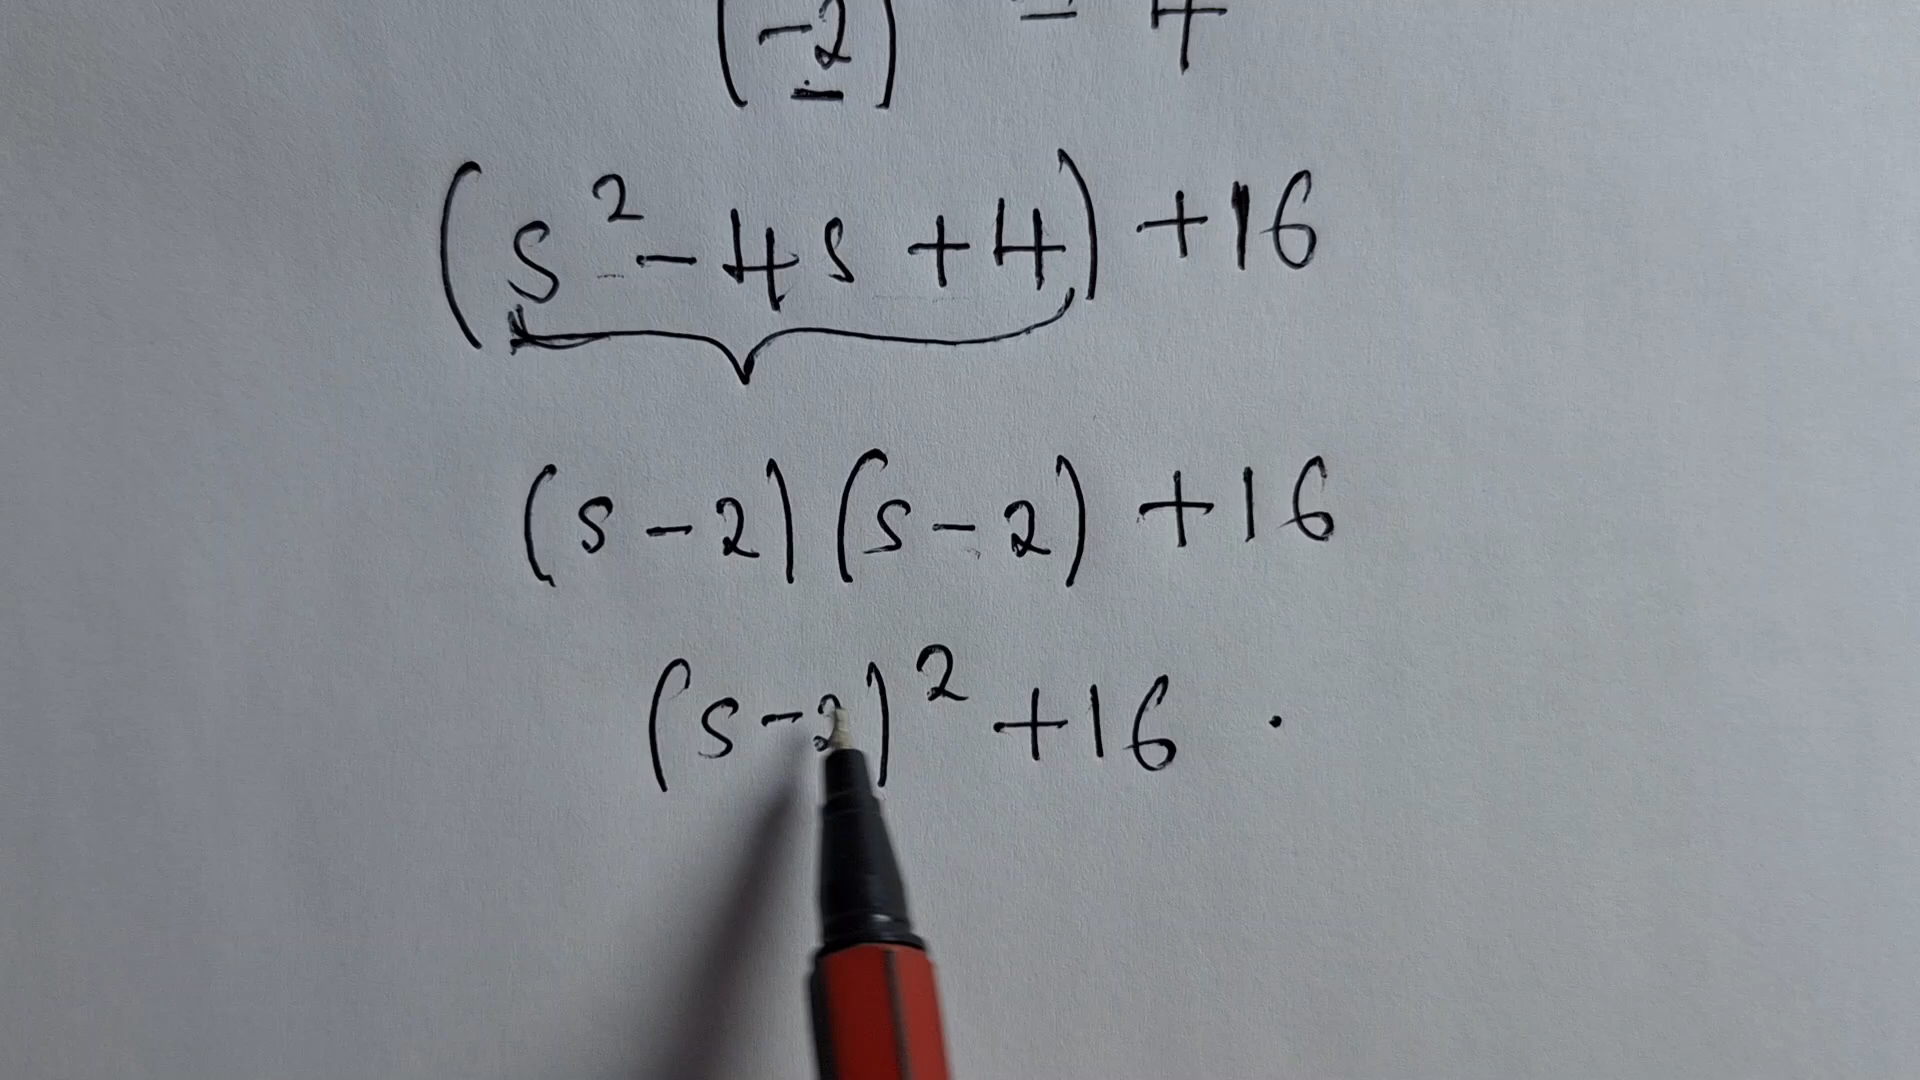 (-2) = 4
(s² - 4s + 4) + 16
(s - 2)(s - 2) + 16
(s - 2)² + 16 .